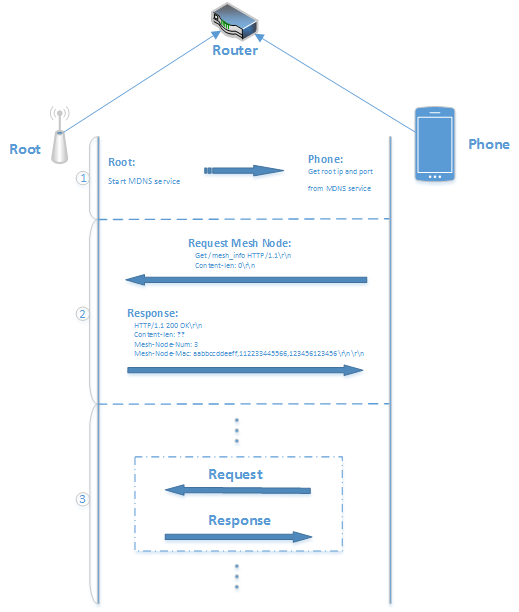 Router
Root
Phone
①
Root:
Start MDNS service
Phone:
Get root ip and port
from MDNS service
②
Request Mesh Node:
Get /mesh_info HTTP/1.1\r\n
Content-len: 0\r\n
Response:
HTTP/1.1 200 OK\r\n
Content-len: ??
Mesh-Node-Num: 3
Mesh-Node-Mac: aabbccddeeff,112233445566,123456123456\r\n\r\n
③
Request
Response